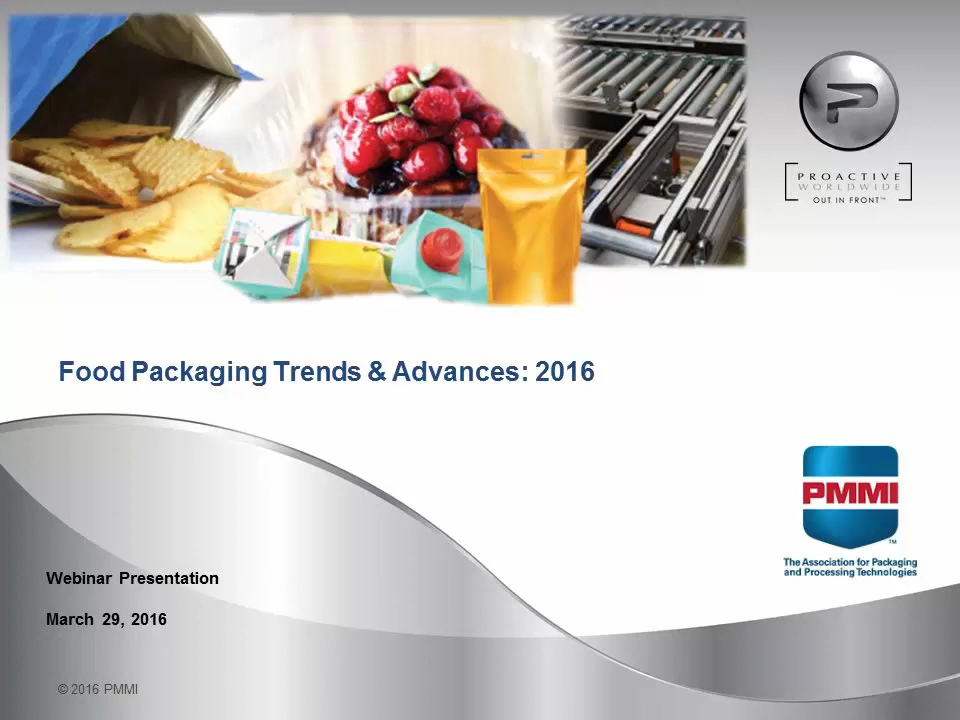 PROACTIVE
WORLDWIDE
OUT IN FRONT™
Food Packaging Trends & Advances: 2016
PMMI
™
The Association for Packaging
and Processing Technologies
Webinar Presentation
March 29, 2016
© 2016 PMMI